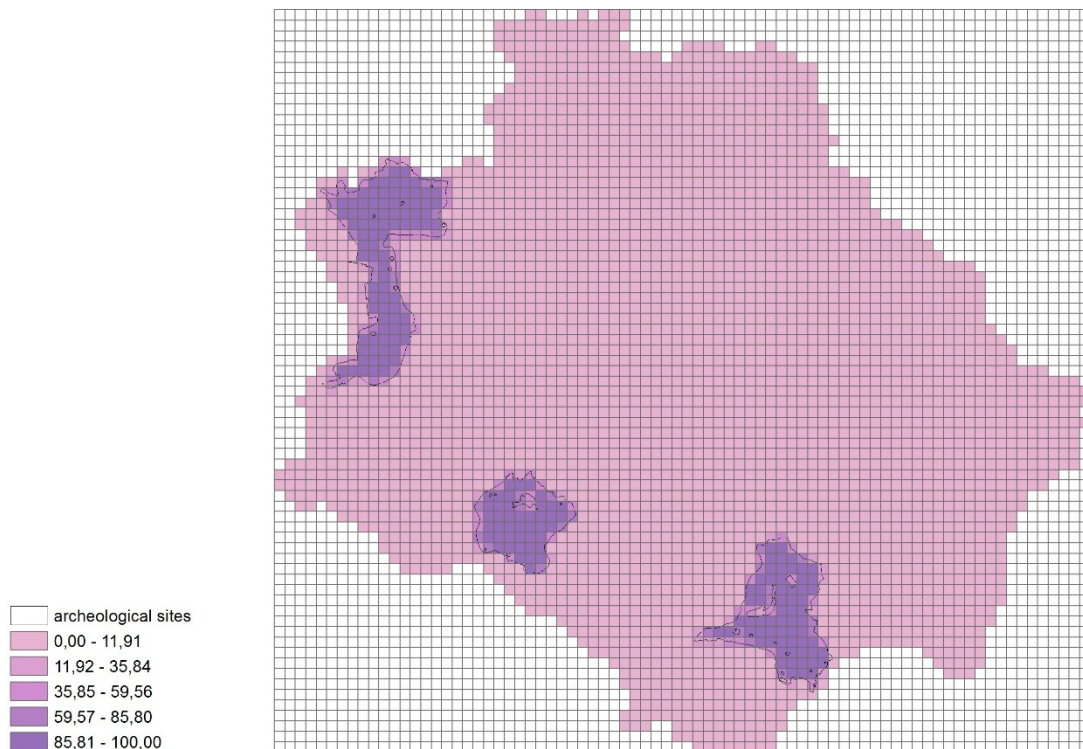 archeological sites
0,00 - 11,91
11,92 - 35,84
35,85 - 59,56
59,57 - 85,80
85,81 - 100,00